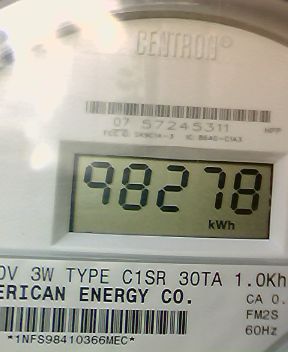 CENTRON®
07 57245311
98278
kWh
0V 3W TYPE C1SR 30TA 1.0Kh
ERICAN ENERGY CO.
CA 0.
FM2S
60Hz
*1NFS98410366MEC*